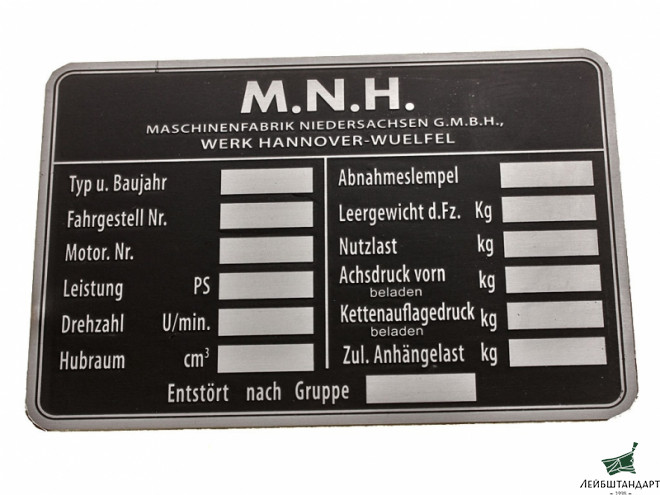 M.N.H.
MASCHINENFABRIK NIEDERSACHSEN G.M.B.H.,
WERK HANNOVER-WUELFEL
Typ u. Baujahr
Fahrgestell Nr.
Motor. Nr.
Leistung PS
Drehzahl U/min.
Hubraum cm³
Abnahmeslempel
Leergewicht d.Fz. Kg
Nutzlast kg
Achsdruck vorn kg
beladen
Kettenauflagedruck kg
beladen
Zul. Anhängelast kg
Entstört nach Gruppe
ЛЕЙБШТАНДАРТ
1998